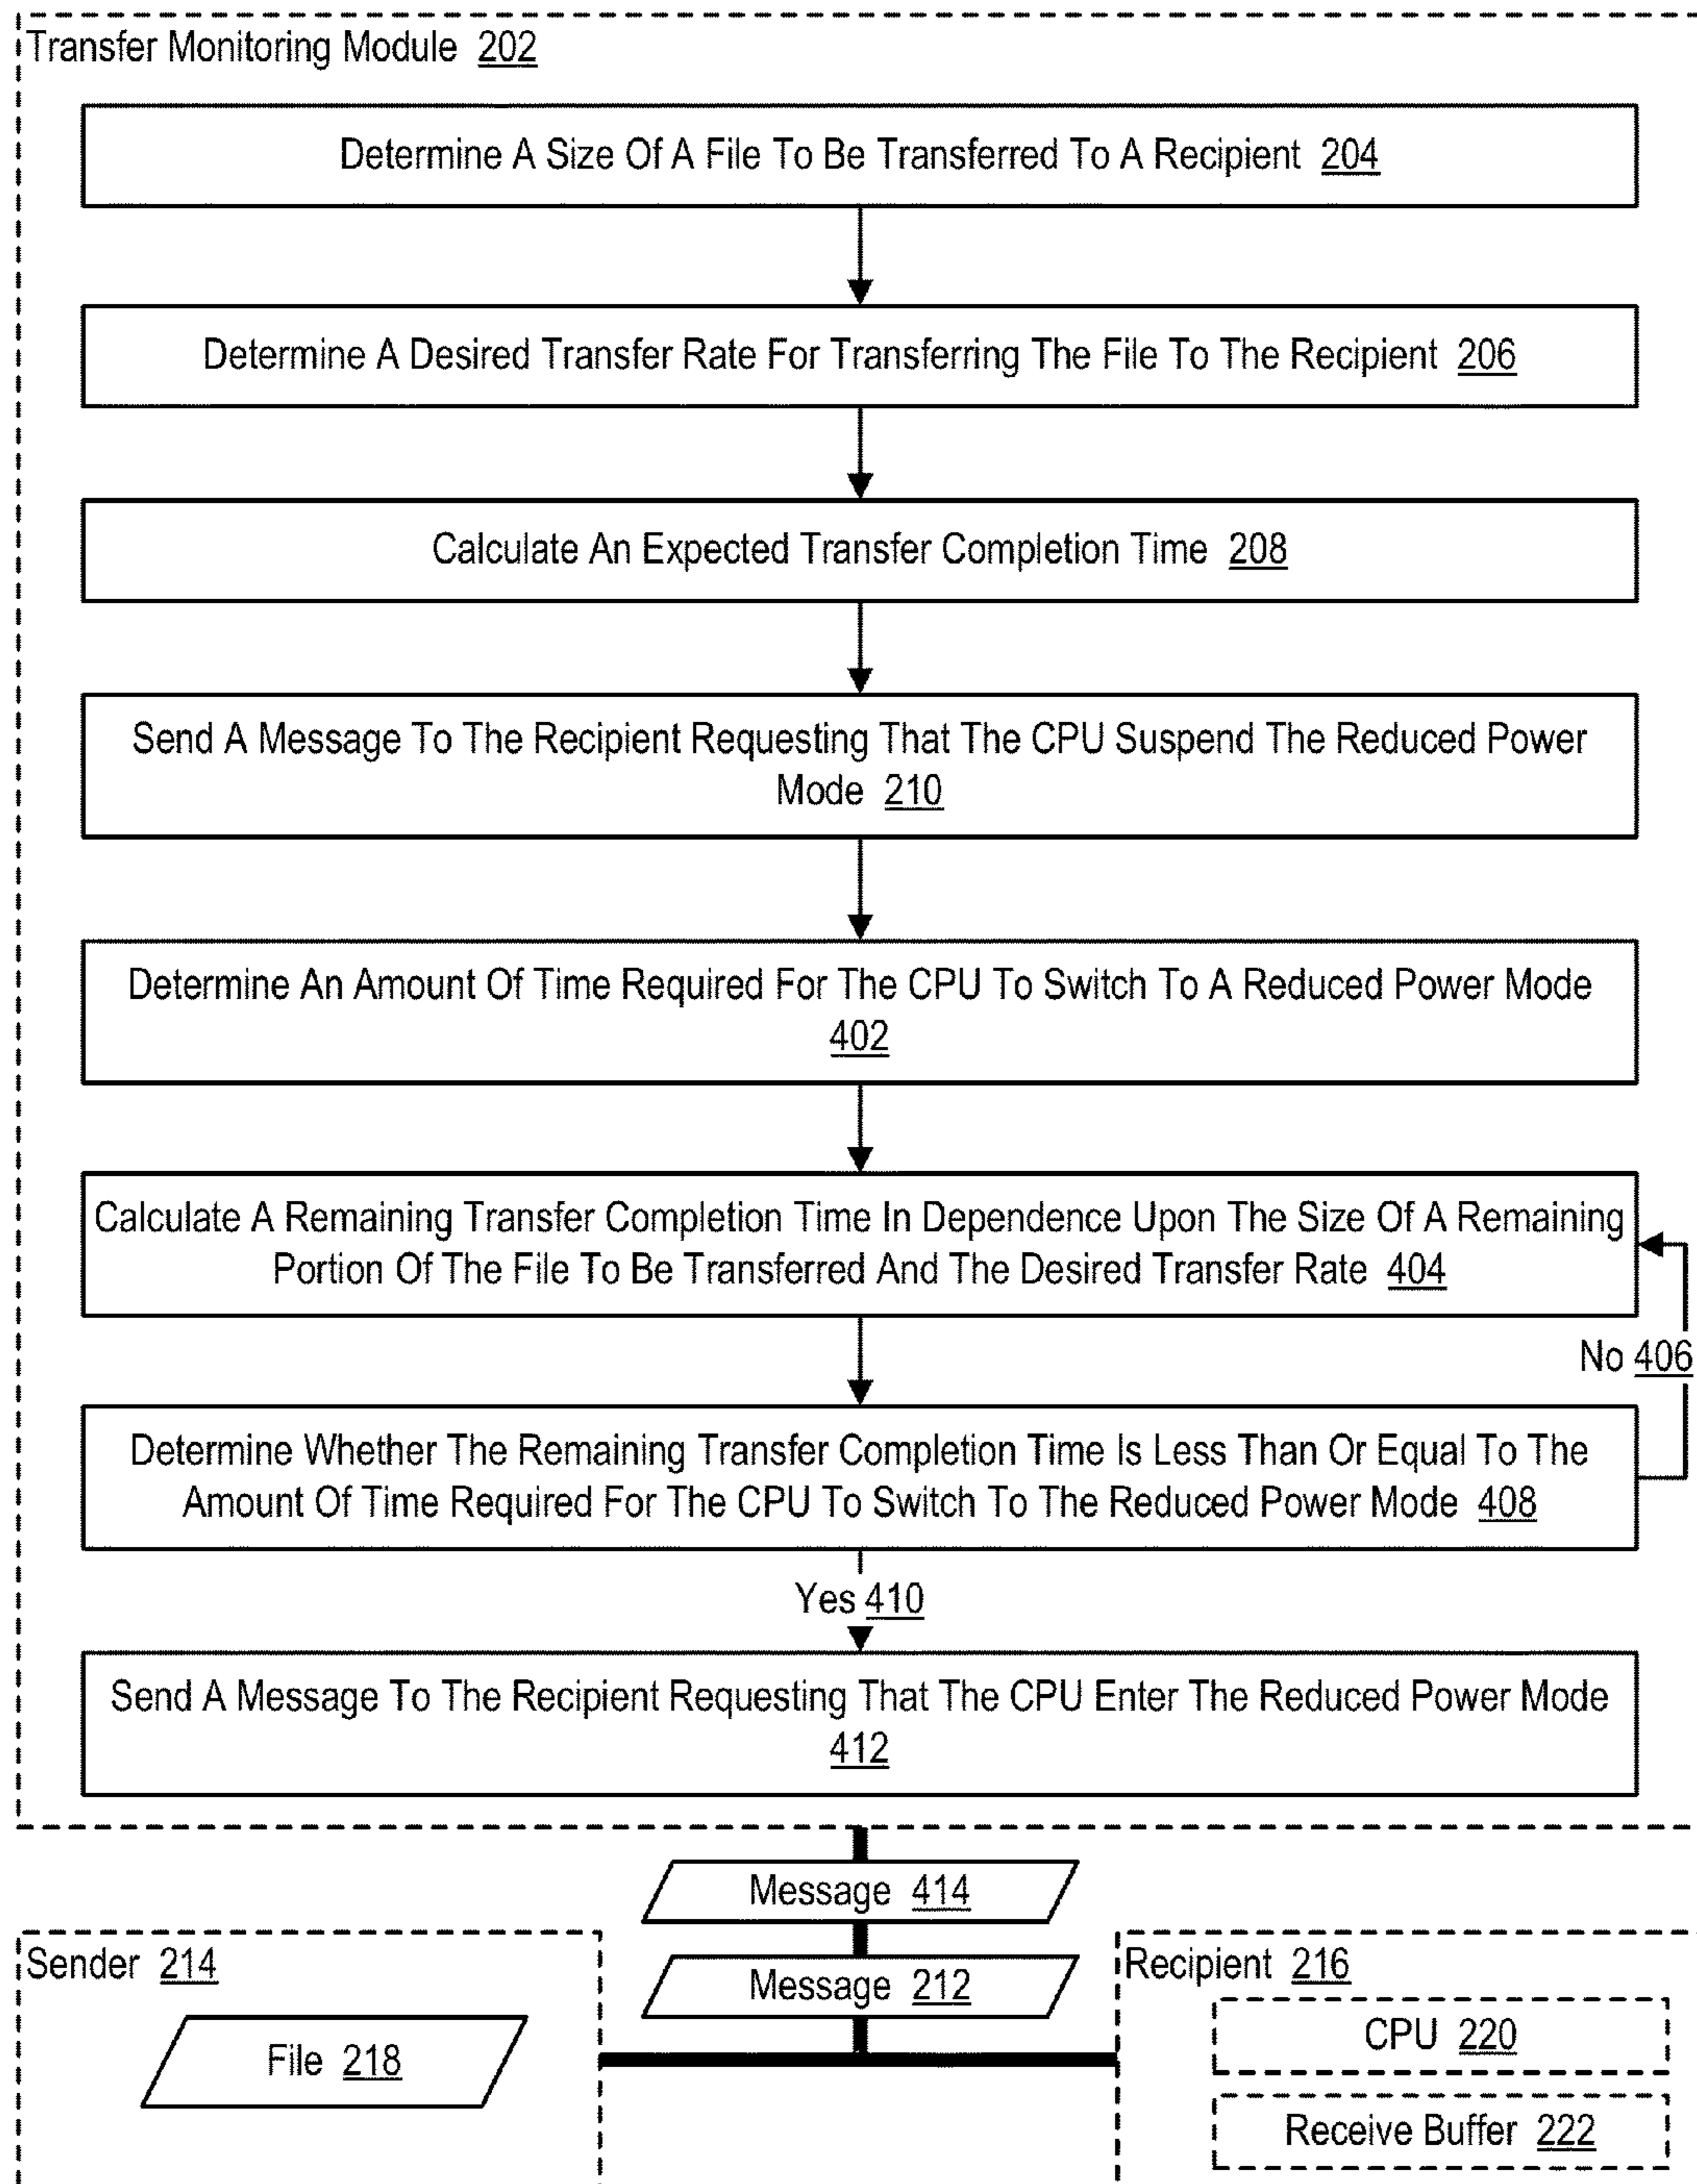 Transfer Monitoring Module 202
Determine A Size Of A File To Be Transferred To A Recipient 204
Determine A Desired Transfer Rate For Transferring The File To The Recipient 206
Calculate An Expected Transfer Completion Time 208
Send A Message To The Recipient Requesting That The CPU Suspend The Reduced Power
Mode 210
Determine An Amount Of Time Required For The CPU To Switch To A Reduced Power Mode
402
Calculate A Remaining Transfer Completion Time In Dependence Upon The Size Of A Remaining
Portion Of The File To Be Transferred And The Desired Transfer Rate 404
No 406
Determine Whether The Remaining Transfer Completion Time Is Less Than Or Equal To The
Amount Of Time Required For The CPU To Switch To The Reduced Power Mode 408
Yes 410
Send A Message To The Recipient Requesting That The CPU Enter The Reduced Power Mode
412
Message 414
Message 212
Sender 214
File 218
Recipient 216
CPU 220
Receive Buffer 222